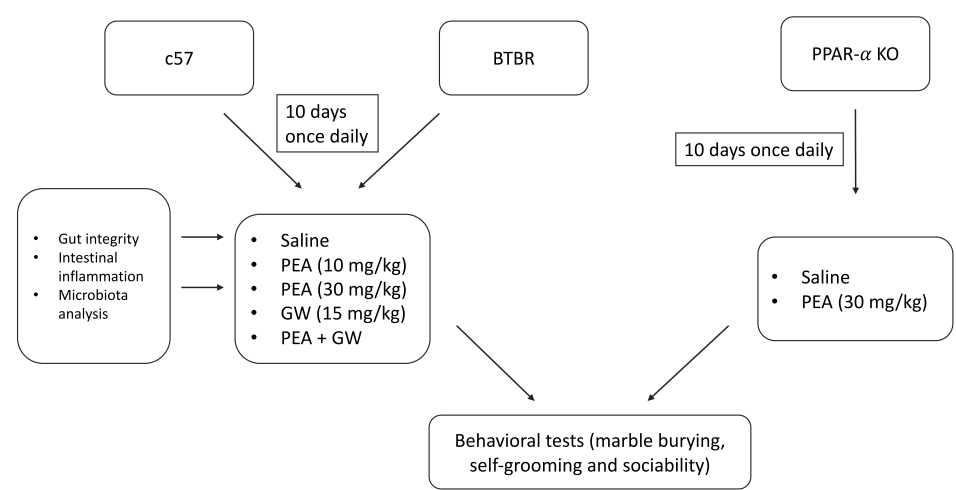 c57
BTBR
PPAR-α KO
10 days
once daily
10 days once daily
• Gut integrity
• Intestinal
inflammation
• Microbiota
analysis
• Saline
• PEA (10 mg/kg)
• PEA (30 mg/kg)
• GW (15 mg/kg)
• PEA + GW
• Saline
• PEA (30 mg/kg)
Behavioral tests (marble burying,
self-grooming and sociability)